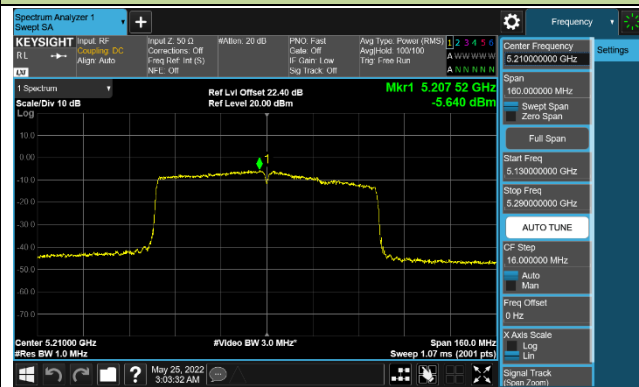 Spectrum Analyzer 1
Swept SA
Frequency
KEYSIGHT
RL
LXI
Input: RF
Coupling: DC
Align: Auto
Input Z: 50 Ω
Corrections: Off
Freq Ref: Int (S)
NFE: Off
#Atten: 20 dB
PNO: Fast
Gate: Off
IF Gain: Low
Sig Track: Off
Avg Type: Power (RMS)
Avg|Hold: 100/100
Trig: Free Run
1 2 3 4 5 6
A W W W W W
A N N N N N
Center Frequency
5.210000000 GHz
Settings
Span
160.000000 MHz
Swept Span
Zero Span
Full Span
Start Freq
5.130000000 GHz
Stop Freq
5.290000000 GHz
AUTO TUNE
CF Step
16.000000 MHz
Auto
Man
Freq Offset
0 Hz
X Axis Scale
Log
Lin
Signal Track
(Span Zoom)
1 Spectrum
Scale/Div 10 dB
Log
Ref Lvl Offset 22.40 dB
Ref Level 20.00 dBm
Mkr1 5.207 52 GHz
-5.640 dBm
10.0
0.00
-10.0
-20.0
-30.0
-40.0
-50.0
-60.0
-70.0
1
Center 5.21000 GHz
#Res BW 1.0 MHz
#Video BW 3.0 MHz*
Span 160.0 MHz
Sweep 1.07 ms (2001 pts)
?
May 25, 2022
3:03:32 AM